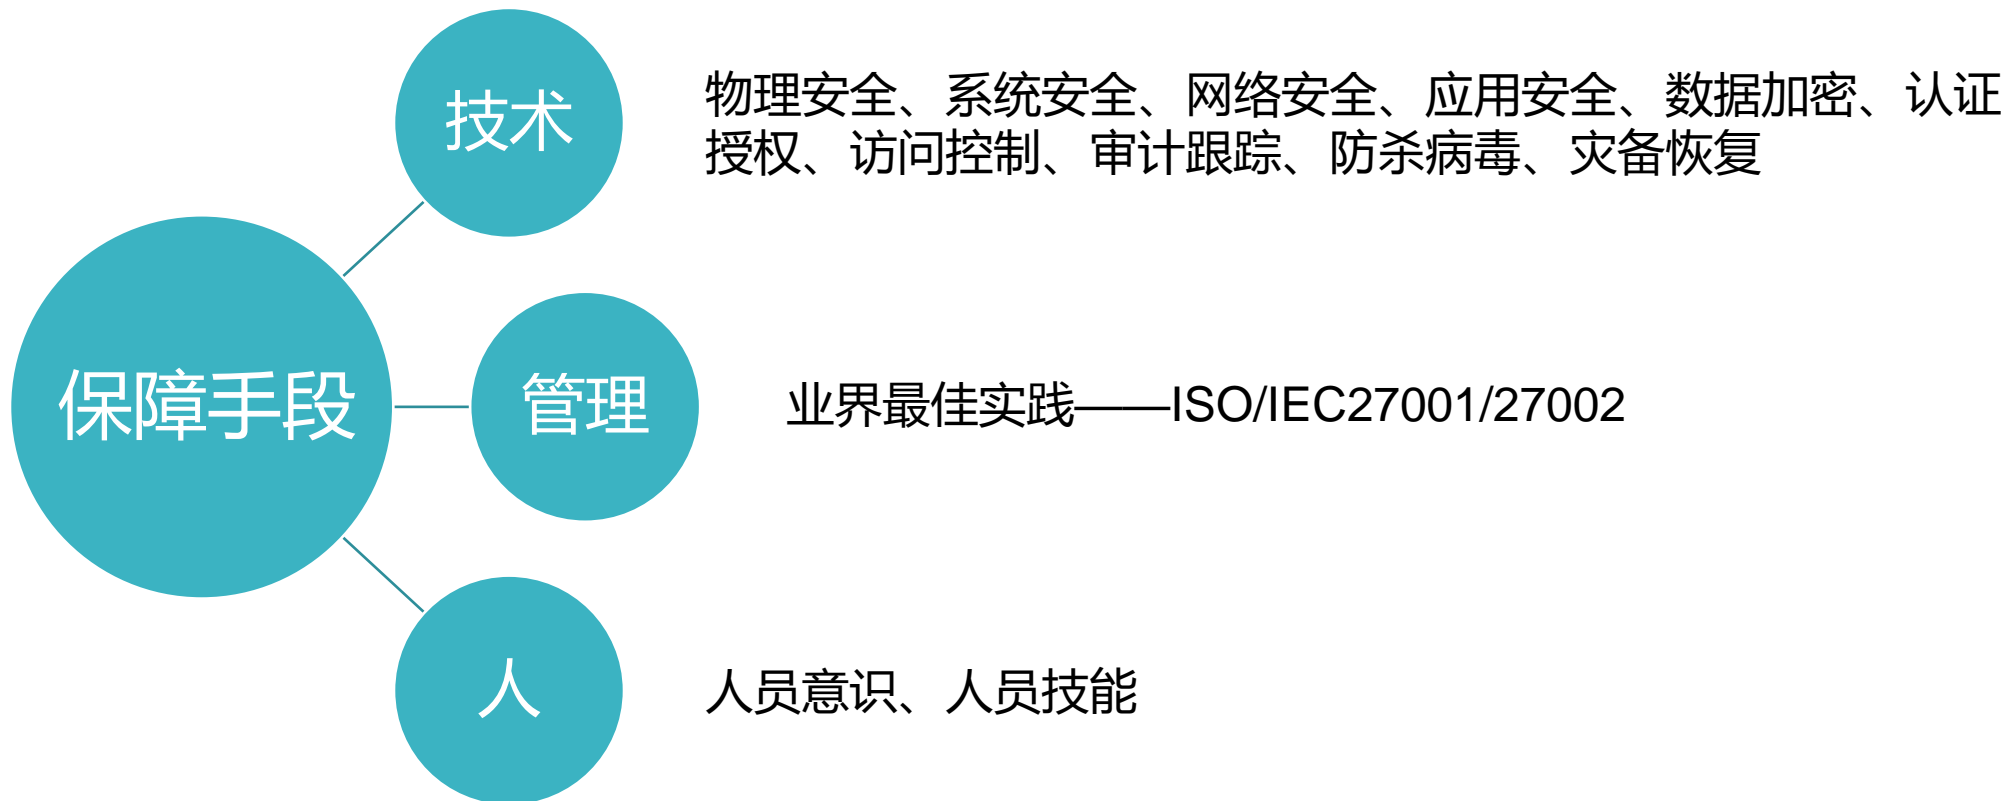 技术
物理安全、系统安全、网络安全、应用安全、数据加密、认证
授权、访问控制、审计跟踪、防杀病毒、灾备恢复
保障手段
管理
业界最佳实践——ISO/IEC27001/27002
人
人员意识、人员技能